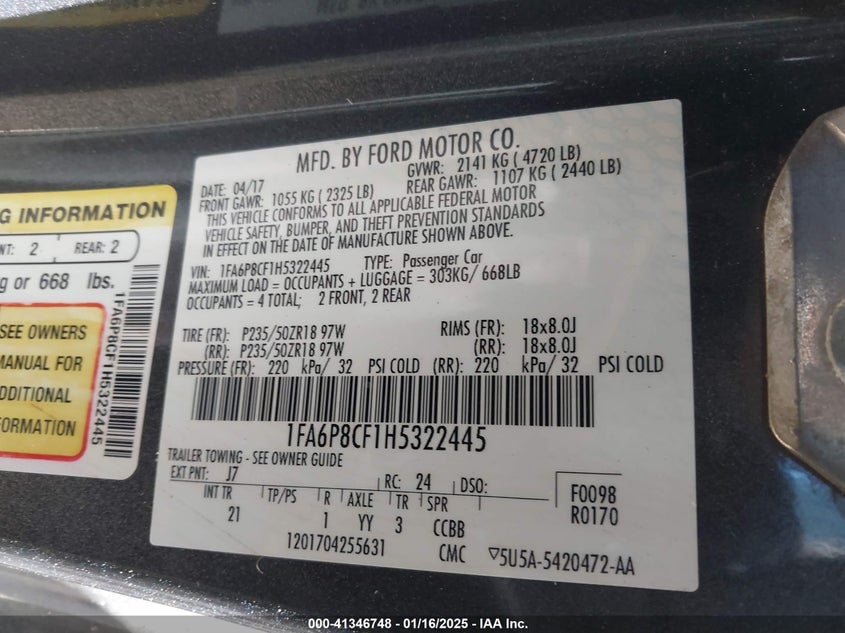 G INFORMATION
NT: 2 REAR: 2
g or 668 lbs.
SEE OWNERS
MANUAL FOR
ADDITIONAL
FORMATION
1FA6P8CF1H5322445
MFD. BY FORD MOTOR CO.
DATE: 04/17 GVWR: 2141 KG ( 4720 LB)
FRONT GAWR: 1055 KG ( 2325 LB) REAR GAWR: 1107 KG ( 2440 LB)
THIS VEHICLE CONFORMS TO ALL APPLICABLE FEDERAL MOTOR
VEHICLE SAFETY, BUMPER, AND THEFT PREVENTION STANDARDS
IN EFFECT ON THE DATE OF MANUFACTURE SHOWN ABOVE.
VIN: 1FA6P8CF1H5322445 TYPE: Passenger Car
MAXIMUM LOAD = OCCUPANTS + LUGGAGE = 303KG/ 668LB
OCCUPANTS = 4 TOTAL; 2 FRONT, 2 REAR
TIRE (FR): P235/50ZR18 97W RIMS (FR): 18x8.0J
(RR): P235/50ZR18 97W (RR): 18x8.0J
PRESSURE (FR): 220 kPa/ 32 PSI COLD (RR): 220 kPa/ 32 PSI COLD
1FA6P8CF1H5322445
TRAILER TOWING - SEE OWNER GUIDE
EXT PNT: J7 RC: 24 DSO: F0098
INT TR TP/PS R AXLE TR SPR R0170
21 1 YY 3 CCBB
1201704255631 CMC ▽5U5A-5420472-AA
000-41346748 - 01/16/2025 - IAA Inc.